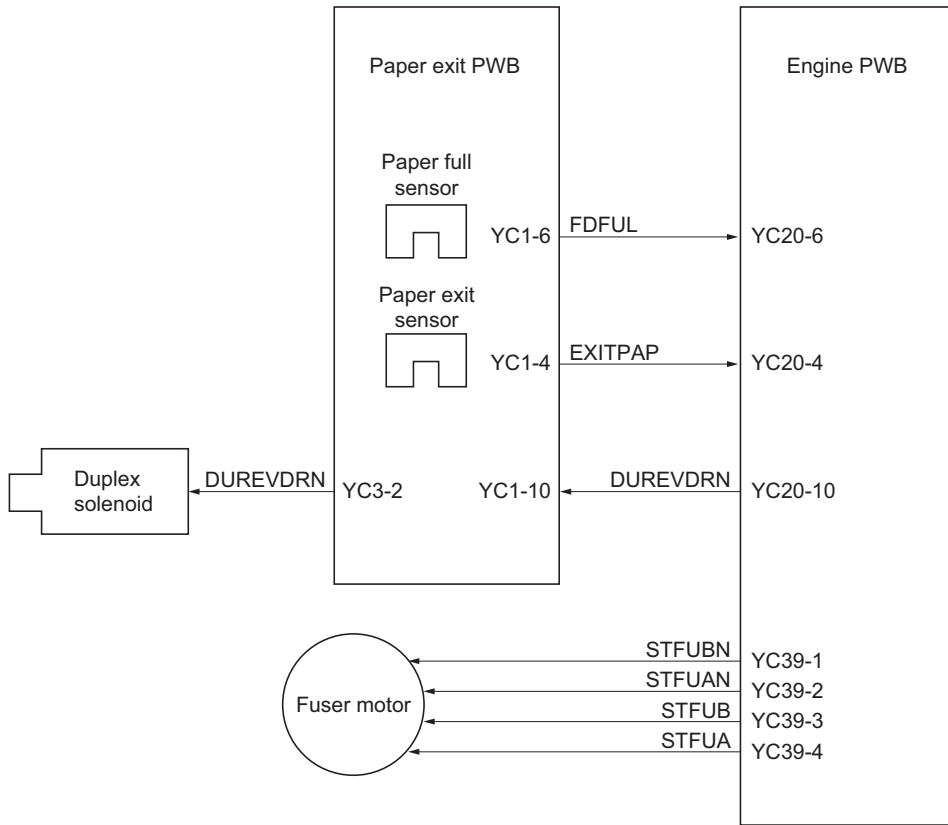 Paper exit PWB
Engine PWB
Paper full
sensor
YC1-6
FDFUL
YC20-6
Paper exit
sensor
YC1-4
EXITPAP
YC20-4
Duplex
solenoid
DUREVDRN
YC3-2
YC1-10
DUREVDRN
YC20-10
Fuser motor
STFUBN
YC39-1
STFUAN
YC39-2
STFUB
YC39-3
STFUA
YC39-4